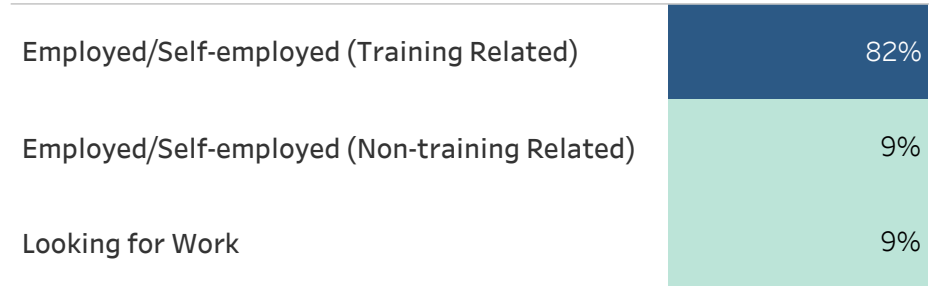 Employed/Self-employed (Training Related) 82%
Employed/Self-employed (Non-training Related) 9%
Looking for Work 9%